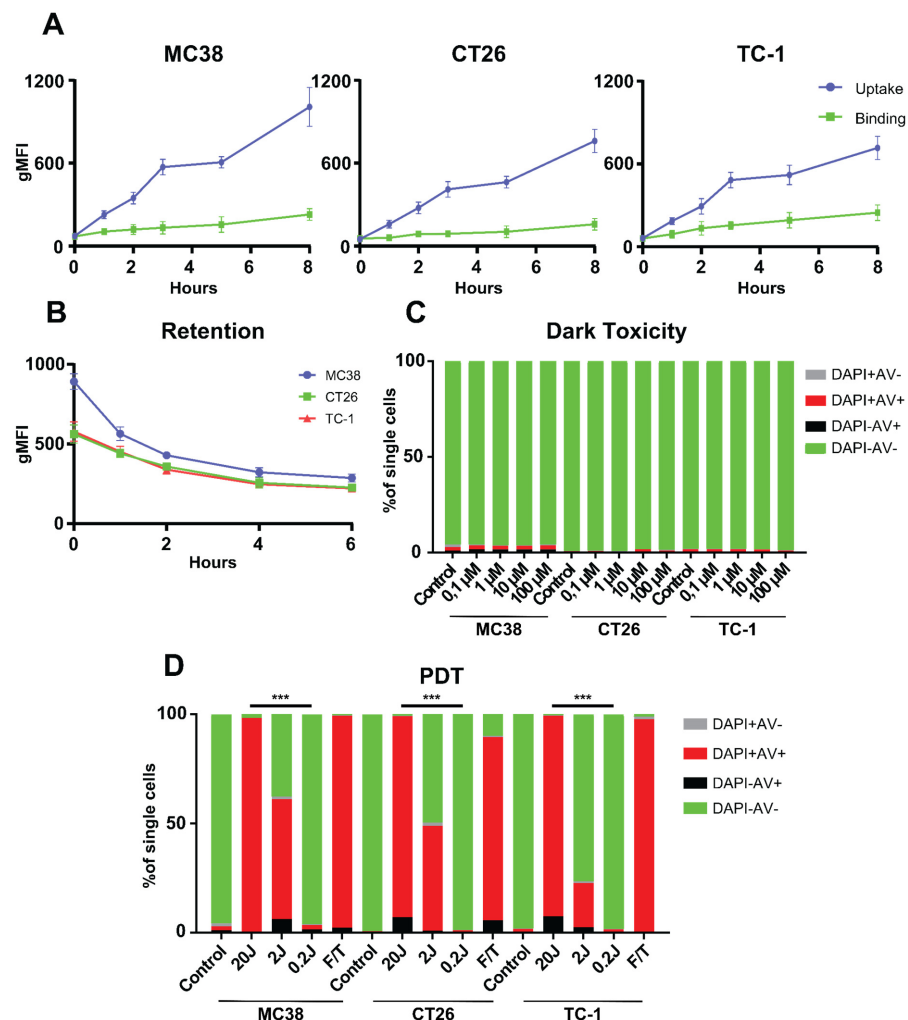 A
MC38
CT26
TC-1
gMFI
1200
600
0
0 2 4 6 8
Hours
1200
600
0
0 2 4 6 8
Hours
1200
600
0
0 2 4 6 8
Hours
Uptake
Binding
B
Retention
gMFI
1000
500
0
0 2 4 6
Hours
MC38
CT26
TC-1
C
Dark Toxicity
%of single cells
100
50
0
Control 0,1 µM 1 µM 10 µM 100 µM Control 0,1 µM 1 µM 10 µM 100 µM Control 0,1 µM 1 µM 10 µM 100 µM
MC38 CT26 TC-1
DAPI+AV-
DAPI+AV+
DAPI-AV+
DAPI-AV-
D
PDT
*** *** ***
%of single cells
100
50
0
Control 20J 2J 0.2J F/T Control 20J 2J 0.2J F/T Control 20J 2J 0.2J F/T
MC38 CT26 TC-1
DAPI+AV-
DAPI+AV+
DAPI-AV+
DAPI-AV-